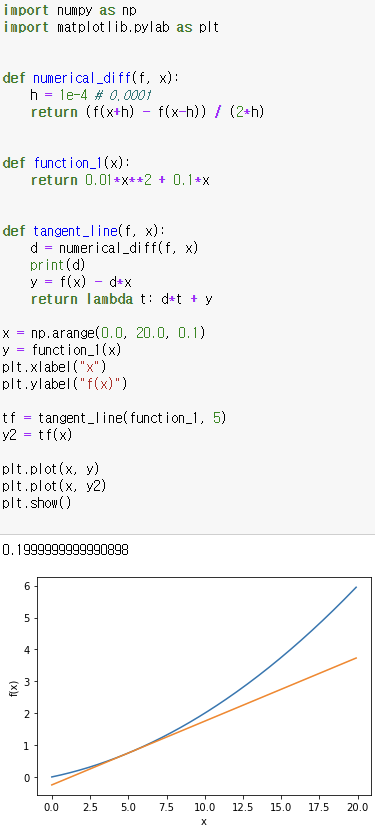 import numpy as np
import matplotlib.pylab as plt
def numerical_diff(f, x):
    h = 1e-4 # 0.0001
    return (f(x+h) - f(x-h)) / (2*h)
def function_1(x):
    return 0.01*x**2 + 0.1*x
def tangent_line(f, x):
    d = numerical_diff(f, x)
    print(d)
    y = f(x) - d*x
    return lambda t: d*t + y
x = np.arange(0.0, 20.0, 0.1)
y = function_1(x)
plt.xlabel("x")
plt.ylabel("f(x)")
tf = tangent_line(function_1, 5)
y2 = tf(x)
plt.plot(x, y)
plt.plot(x, y2)
plt.show()
0.1999999999990898
6
5
4
3
2
1
0
f(x)
0.0 2.5 5.0 7.5 10.0 12.5 15.0 17.5 20.0
x